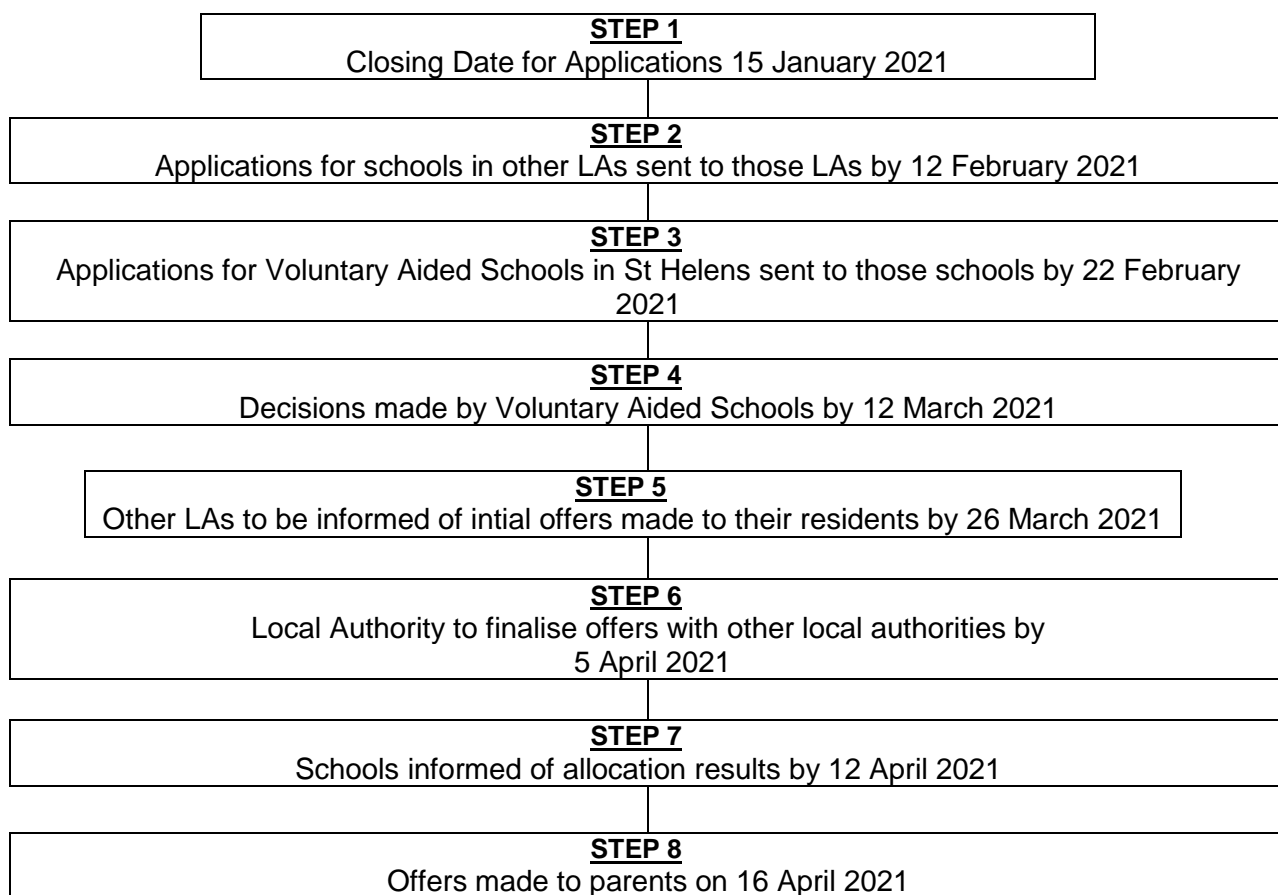 STEP 1
Closing Date for Applications 15 January 2021
STEP 2
Applications for schools in other LAs sent to those LAs by 12 February 2021
STEP 3
Applications for Voluntary Aided Schools in St Helens sent to those schools by 22 February
2021
STEP 4
Decisions made by Voluntary Aided Schools by 12 March 2021
STEP 5
Other LAs to be informed of intial offers made to their residents by 26 March 2021
STEP 6
Local Authority to finalise offers with other local authorities by
5 April 2021
STEP 7
Schools informed of allocation results by 12 April 2021
STEP 8
Offers made to parents on 16 April 2021